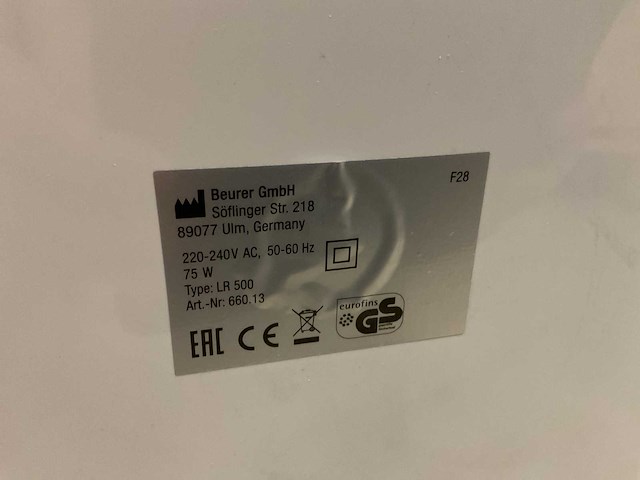 F28
Beurer GmbH
Söflinger Str. 218
89077 Ulm, Germany
220-240V AC, 50-60 Hz
75 W
Type: LR 500
Art.-Nr: 660.13
EAC CE
eurofins
GS